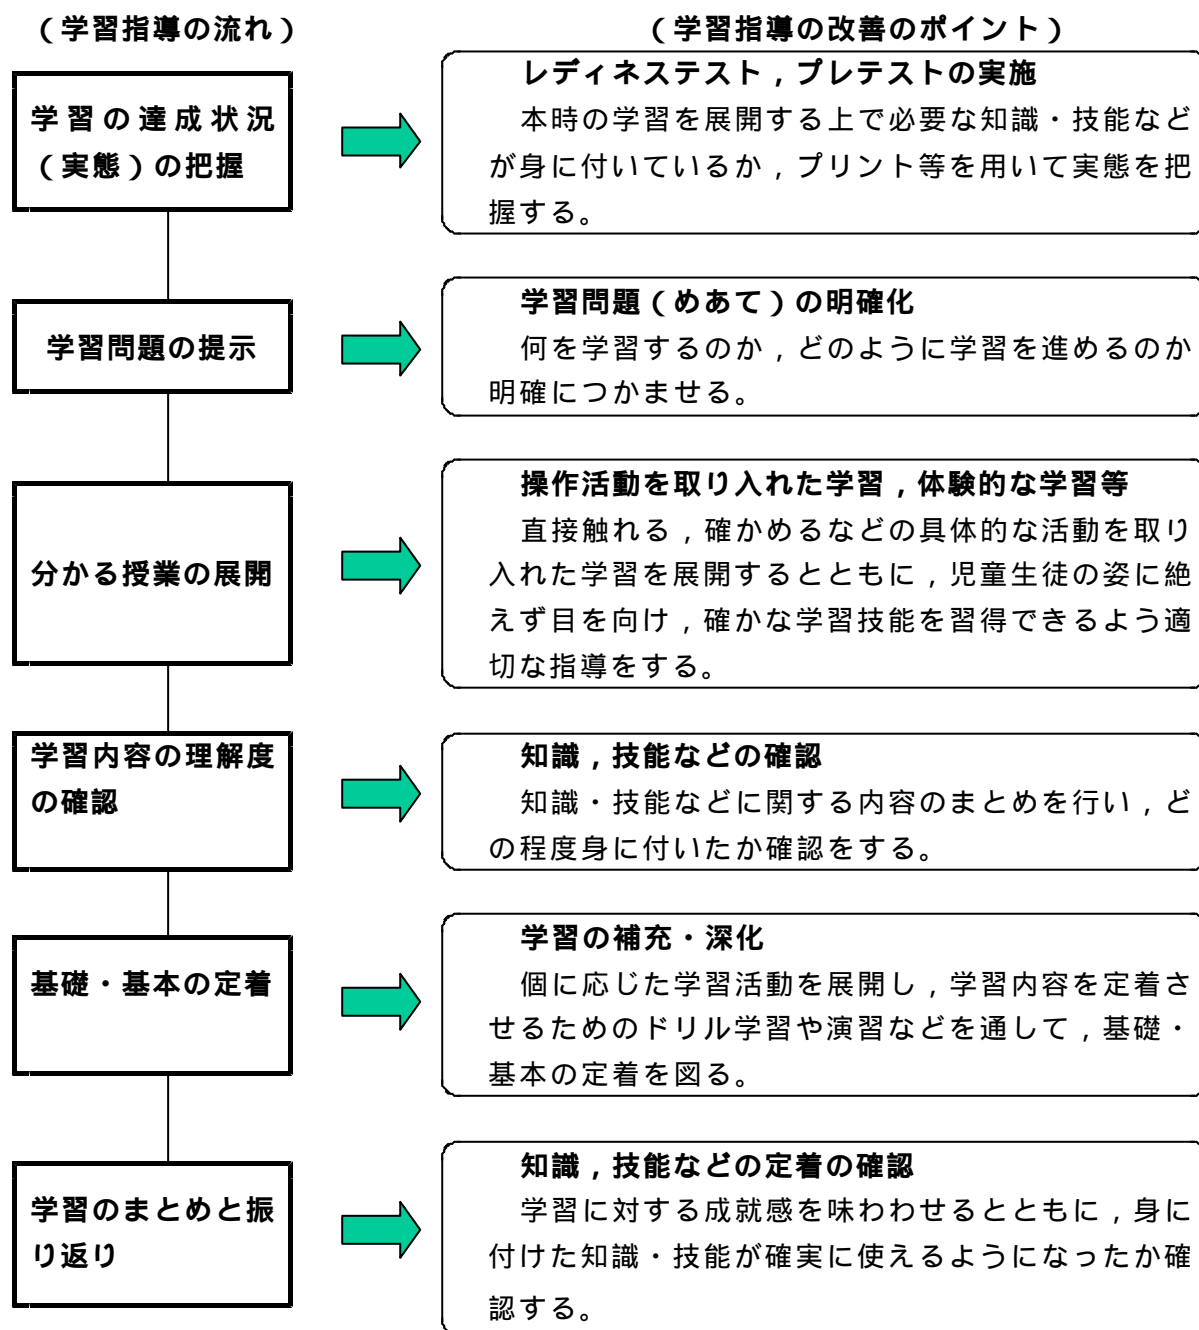 （学習指導の流れ）
（学習指導の改善のポイント）
学習の達成状況
（実態）の把握
レディネステスト，プレテストの実施
本時の学習を展開する上で必要な知識・技能など
が身に付いているか，プリント等を用いて実態を把
握する。
学習問題の提示
学習問題（めあて）の明確化
何を学習するのか，どのように学習を進めるのか
明確につかませる。
分かる授業の展開
操作活動を取り入れた学習，体験的な学習等
直接触れる，確かめるなどの具体的な活動を取り
入れた学習を展開するとともに，児童生徒の姿に絶
えず目を向け，確かな学習技能を習得できるよう適
切な指導をする。
学習内容の理解度
の確認
知識，技能などの確認
知識・技能などに関する内容のまとめを行い，ど
の程度身に付いたか確認をする。
基礎・基本の定着
学習の補充・深化
個に応じた学習活動を展開し，学習内容を定着さ
せるためのドリル学習や演習などを通して，基礎・
基本の定着を図る。
学習のまとめと振
り返り
知識，技能などの定着の確認
学習に対する成就感を味わわせるとともに，身に
付けた知識・技能が確実に使えるようになったか確
認する。